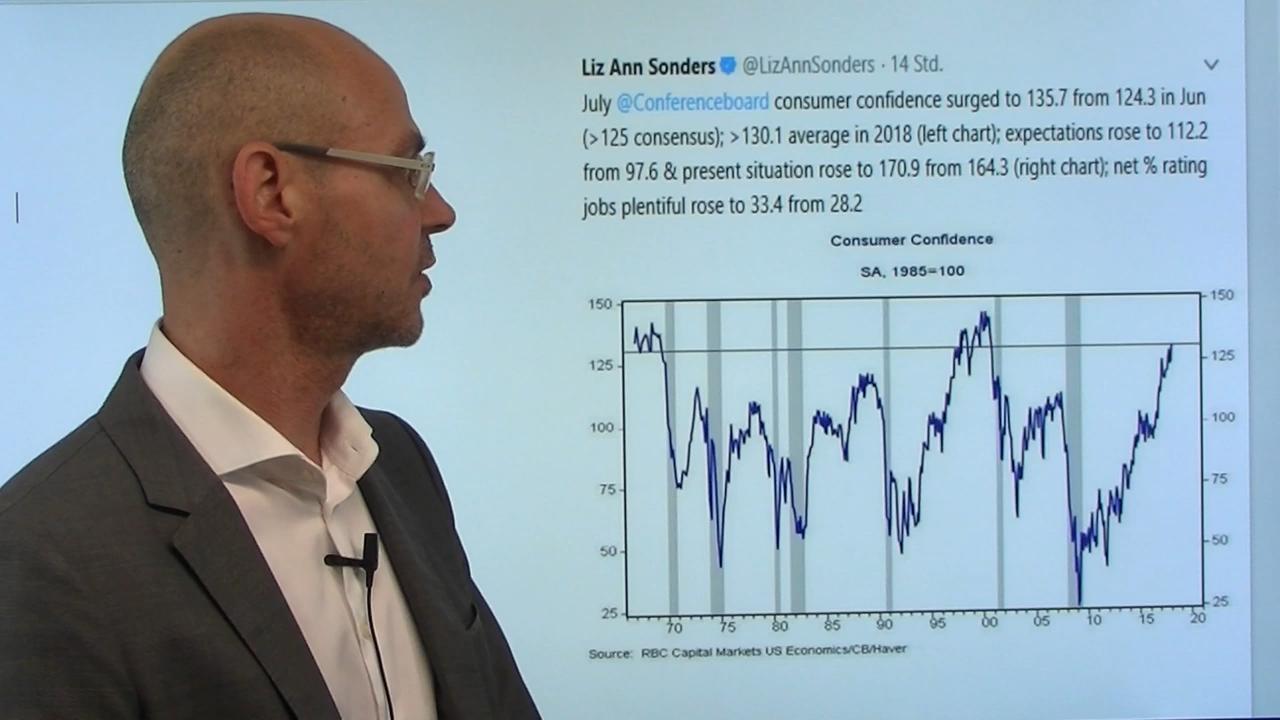 Liz Ann Sonders @LizAnnSonders · 14 Std.
July @Conferenceboard consumer confidence surged to 135.7 from 124.3 in Jun
(>125 consensus); >130.1 average in 2018 (left chart); expectations rose to 112.2
from 97.6 & present situation rose to 170.9 from 164.3 (right chart); net % rating
jobs plentiful rose to 33.4 from 28.2
Consumer Confidence
SA, 1985=100
150 150
125 125
100 100
75 75
50 50
25 25
70 75 80 85 90 95 00 05 10 15 20
Source: RBC Capital Markets US Economics/CB/Haver